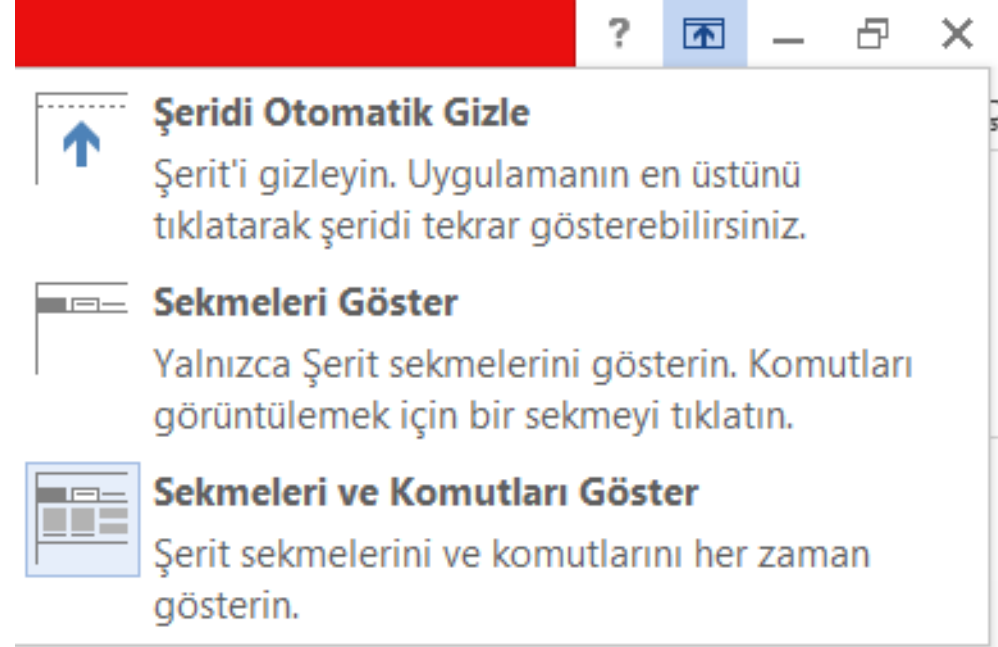 ?
Şeridi Otomatik Gizle
Şerit'i gizleyin. Uygulamanın en üstünü
tıklatarak şeridi tekrar gösterebilirsiniz.
Sekmeleri Göster
Yalnızca Şerit sekmelerini gösterin. Komutları
görüntülemek için bir sekmeyi tıklatın.
Sekmeleri ve Komutları Göster
Şerit sekmelerini ve komutlarını her zaman
gösterin.